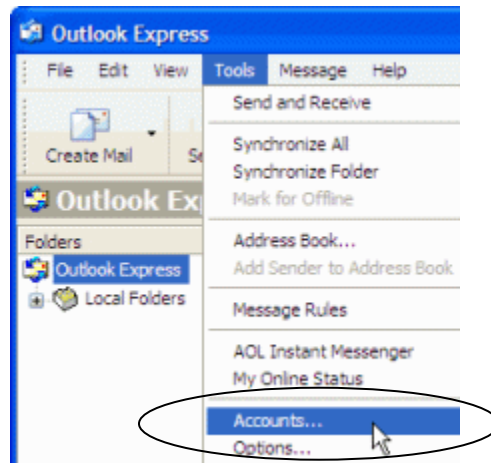 Outlook Express
File Edit View Tools Message Help
Create Mail
Send and Receive
Synchronize All
Synchronize Folder
Mark for Offline
Address Book...
Add Sender to Address Book
Message Rules
AOL Instant Messenger
My Online Status
Accounts...
Options...
Outlook Ex
Folders
Outlook Express
Local Folders